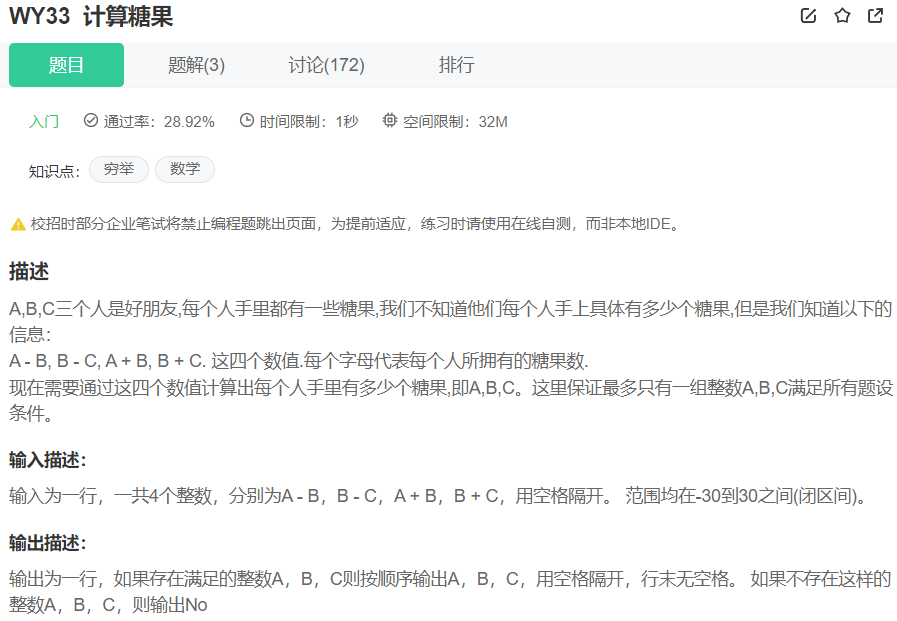 WY33 计算糖果
题目 题解(3) 讨论(172) 排行
入门 通过率：28.92% 时间限制：1秒 空间限制：32M
知识点： 穷举 数学
校招时部分企业笔试将禁止编程题跳出页面，为提前适应，练习时请使用在线自测，而非本地IDE。
描述
A,B,C三个人是好朋友,每个人手里都有一些糖果,我们不知道他们每个人手上具体有多少个糖果,但是我们知道以下的
信息：
A - B, B - C, A + B, B + C. 这四个数值.每个字母代表每个人所拥有的糖果数.
现在需要通过这四个数值计算出每个人手里有多少个糖果,即A,B,C。这里保证最多只有一组整数A,B,C满足所有题设
条件。
输入描述：
输入为一行，一共4个整数，分别为A - B，B - C，A + B，B + C，用空格隔开。 范围均在-30到30之间(闭区间)。
输出描述：
输出为一行，如果存在满足的整数A，B，C则按顺序输出A，B，C，用空格隔开，行末无空格。 如果不存在这样的
整数A，B，C，则输出No